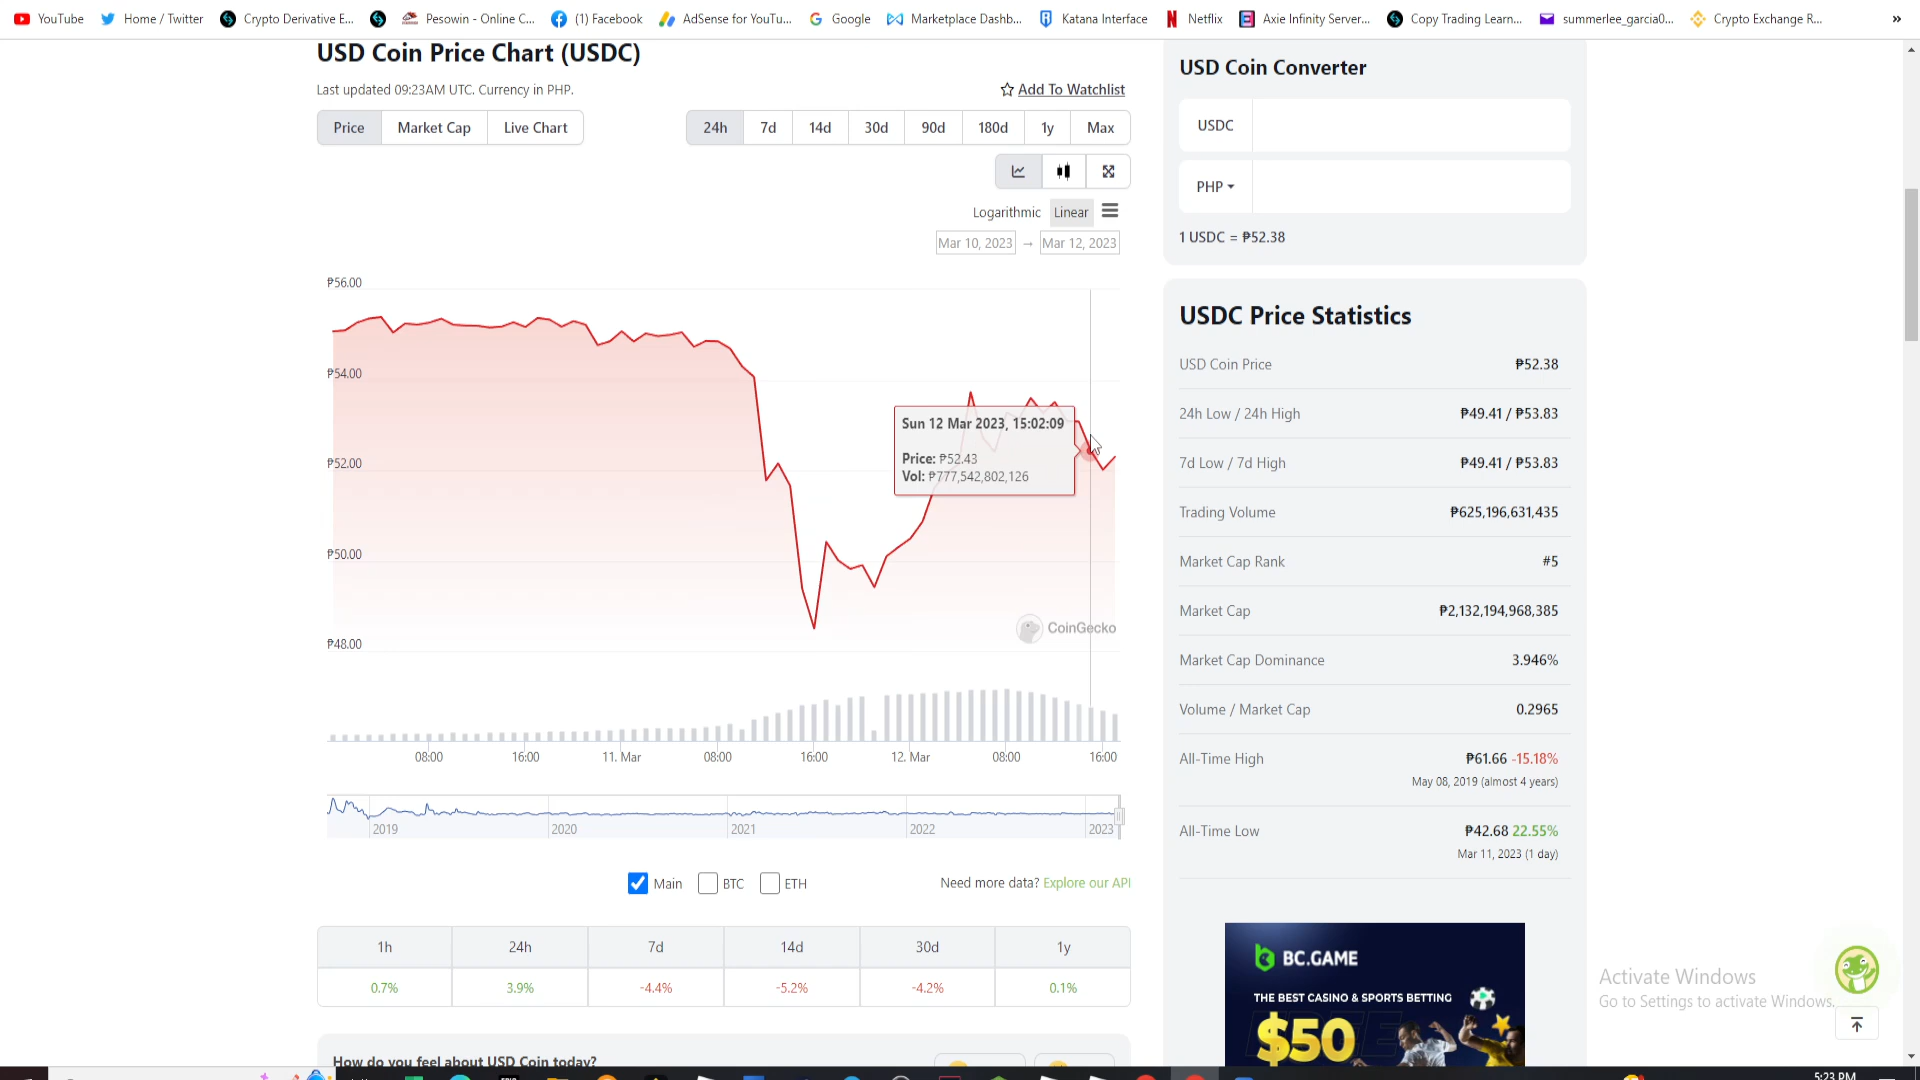 YouTube
Home / Twitter
Crypto Derivative E...
Pesowin - Online C...
(1) Facebook
AdSense for YouTu...
Google
Marketplace Dashb...
Katana Interface
Netflix
Axie Infinity Server...
Copy Trading Learn...
summerlee_garcia0...
Crypto Exchange R...
»
USD Coin Price Chart (USDC)
Last updated 09:23AM UTC. Currency in PHP.
Add To Watchlist
Price
Market Cap
Live Chart
24h
7d
14d
30d
90d
180d
1y
Max
Logarithmic
Linear
Mar 10, 2023 → Mar 12, 2023
₱56.00
₱54.00
₱52.00
₱50.00
₱48.00
Sun 12 Mar 2023, 15:02:09
Price: ₱52.43
Vol: ₱777,542,802,126
CoinGecko
08:00
16:00
11. Mar
08:00
16:00
12. Mar
08:00
16:00
2019
2020
2021
2022
2023
Main
BTC
ETH
Need more data? Explore our API
1h
24h
7d
14d
30d
1y
0.7%
3.9%
-4.4%
-5.2%
-4.2%
0.1%
How do you feel about USD Coin today?
USD Coin Converter
USDC
PHP
1 USDC = ₱52.38
USDC Price Statistics
USD Coin Price ₱52.38
24h Low / 24h High ₱49.41 / ₱53.83
7d Low / 7d High ₱49.41 / ₱53.83
Trading Volume ₱625,196,631,435
Market Cap Rank #5
Market Cap ₱2,132,194,968,385
Market Cap Dominance 3.946%
Volume / Market Cap 0.2965
All-Time High ₱61.66 -15.18%
May 08, 2019 (almost 4 years)
All-Time Low ₱42.68 22.55%
Mar 11, 2023 (1 day)
BC.GAME
THE BEST CASINO & SPORTS BETTING
$50
Activate Windows
Go to Settings to activate Windows.
5:23 PM